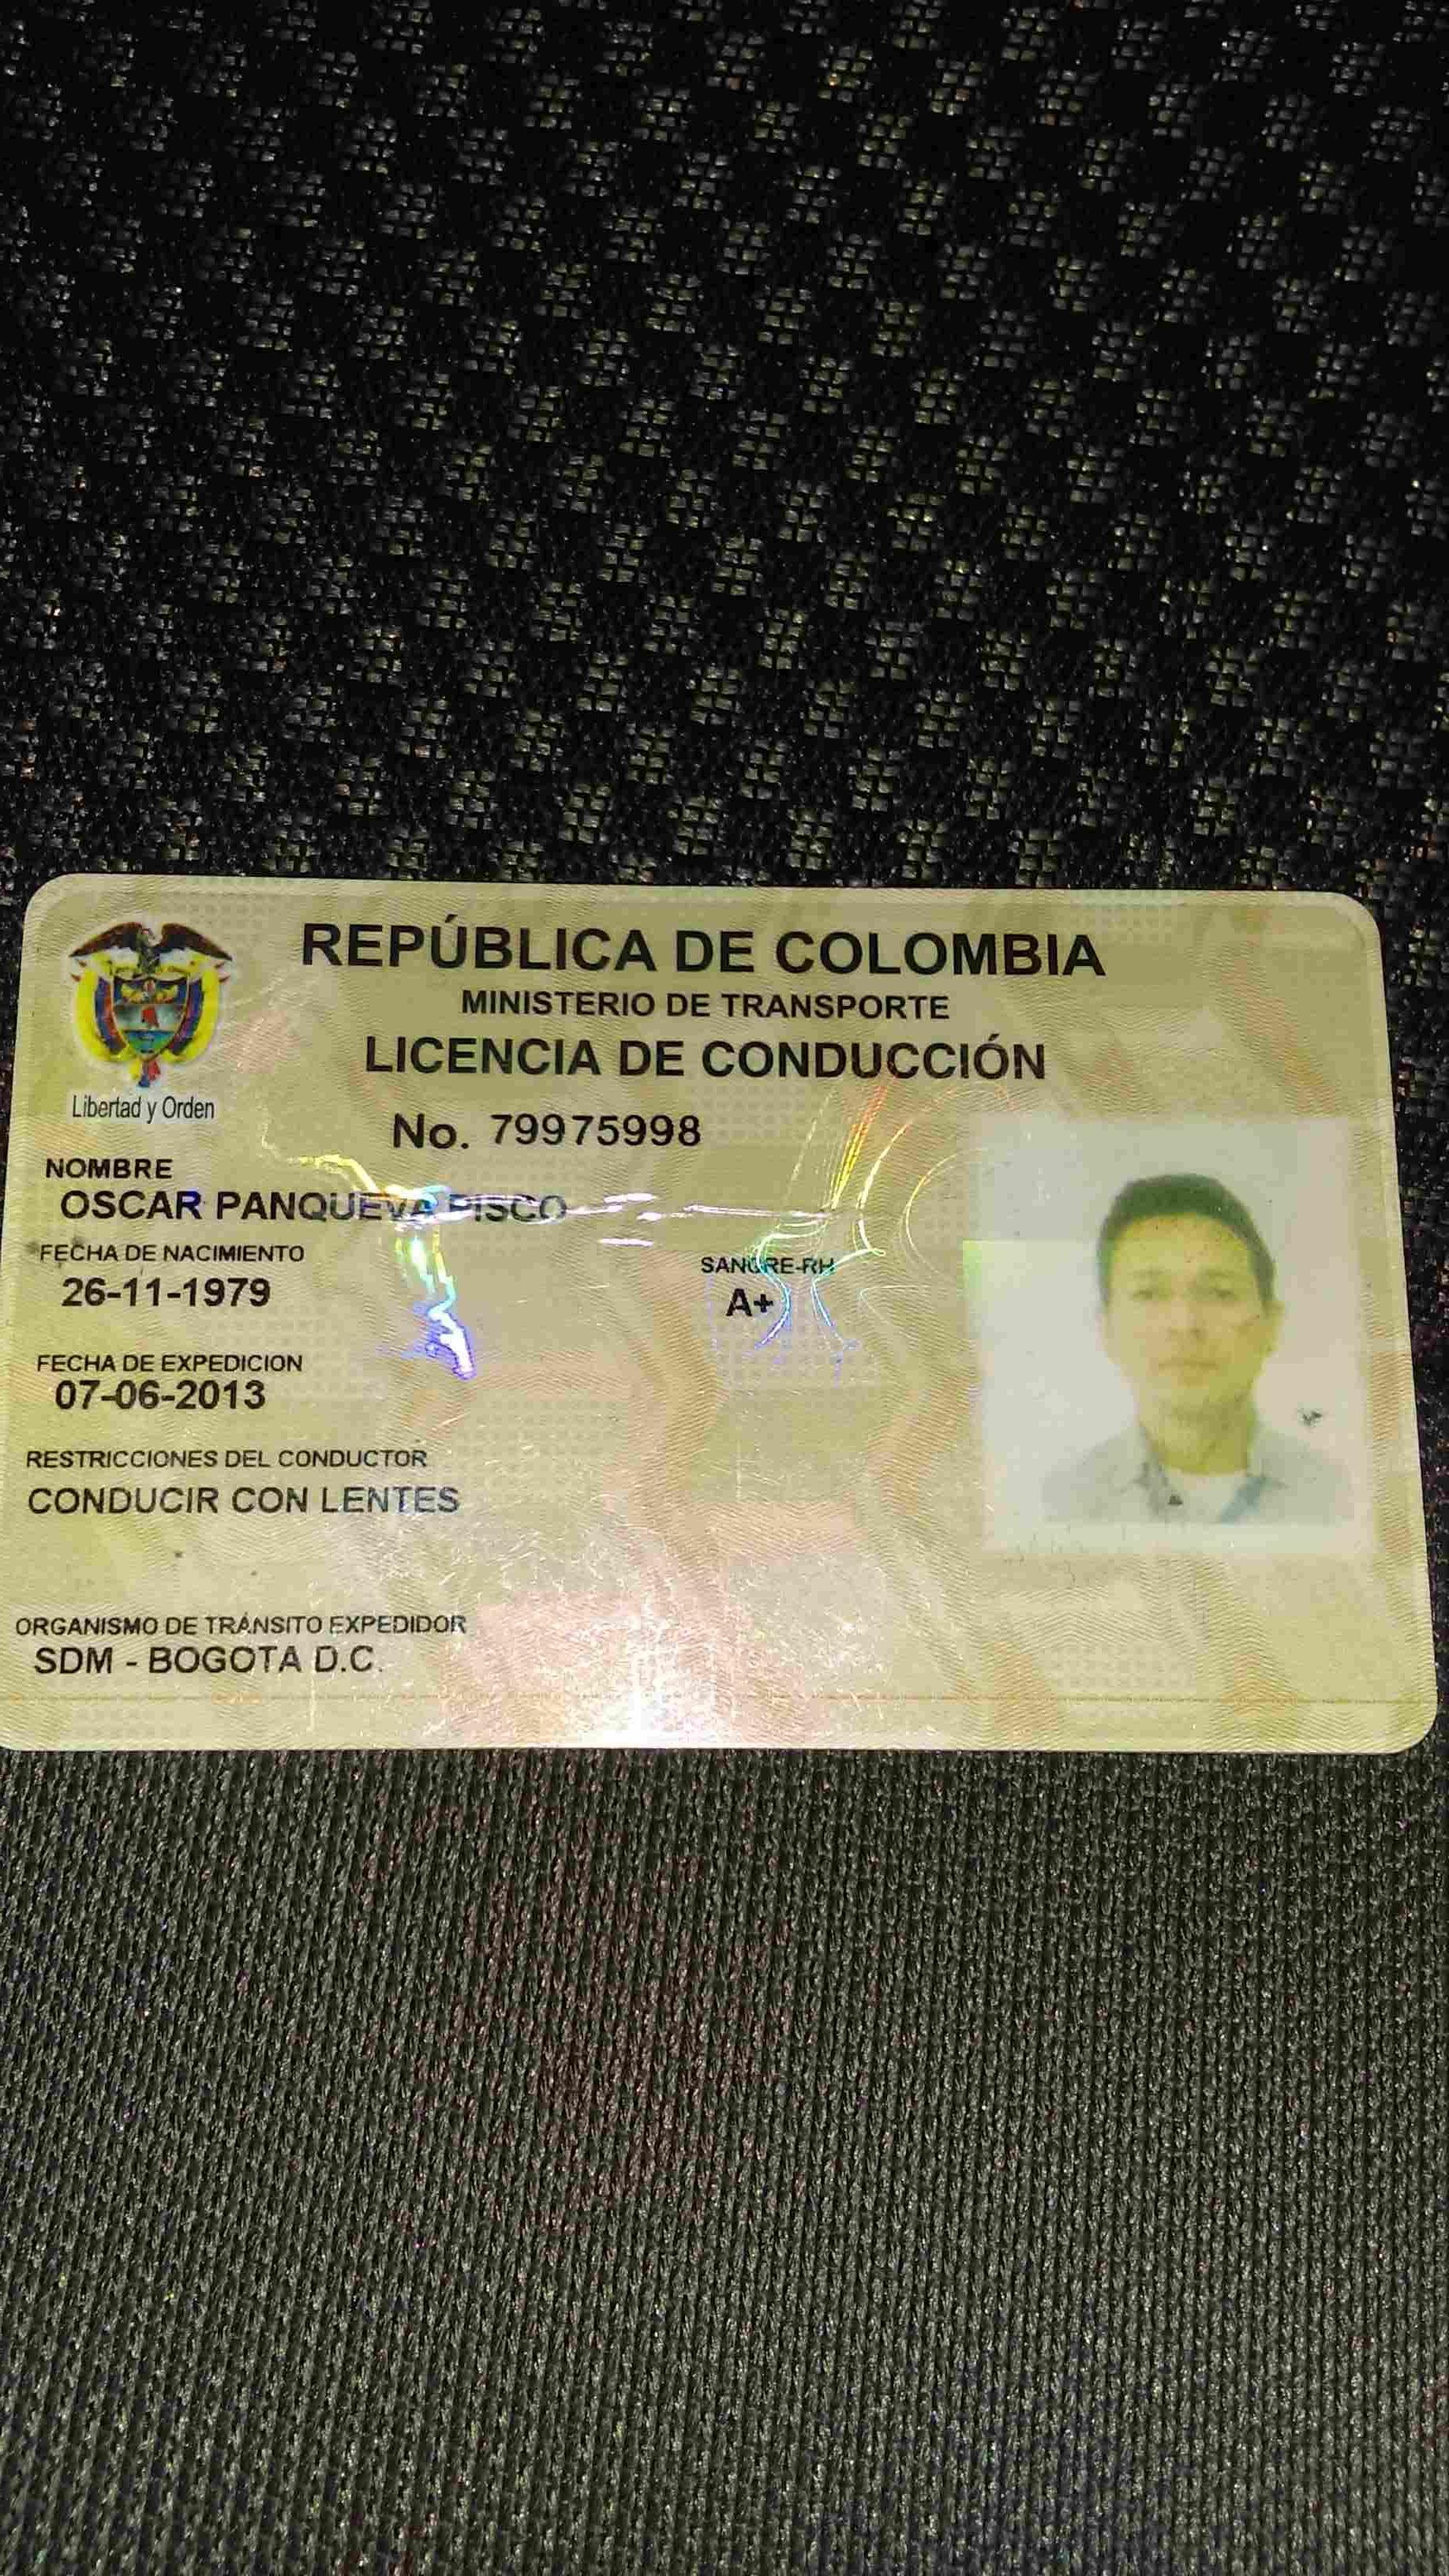 REPÚBLICA DE COLOMBIA
MINISTERIO DE TRANSPORTE
LICENCIA DE CONDUCCIÓN
Libertad y Orden
No. 79975998
NOMBRE
OSCAR PANQUEVA PISCO
FECHA DE NACIMIENTO
26-11-1979
SANGRE-RH
A+
FECHA DE EXPEDICION
07-06-2013
RESTRICCIONES DEL CONDUCTOR
CONDUCIR CON LENTES
ORGANISMO DE TRÁNSITO EXPEDIDOR
SDM - BOGOTA D.C.